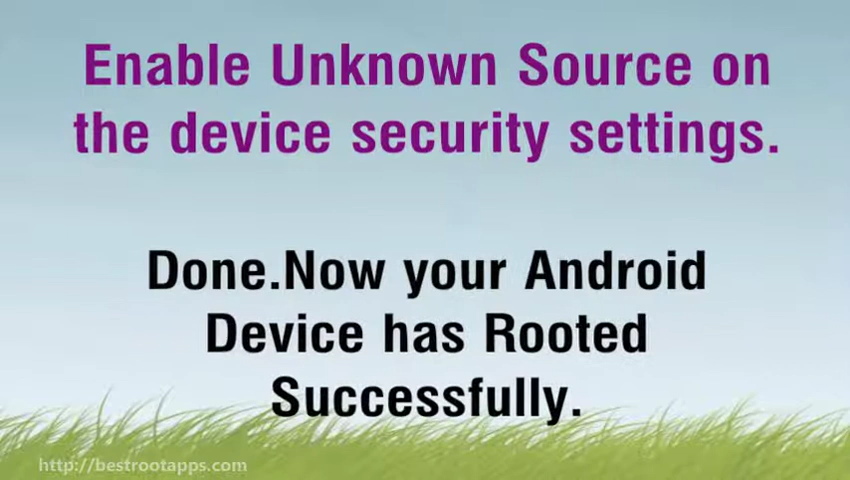 Enable Unknown Source on
the device security settings.
Done.Now your Android
Device has Rooted
Successfully.
http://bestrootapps.com